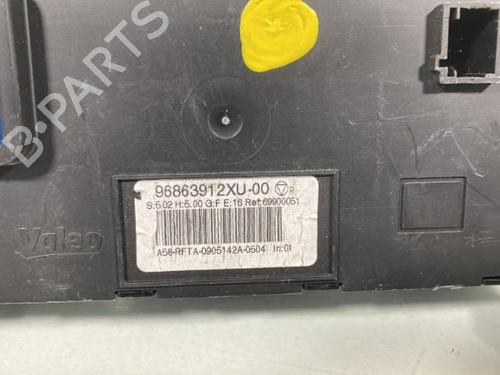 B-PARTS
96863912XU-00 R
S:5.02 H:5.00 G:F E:16 Ref:69900051
A58-RFTA-0905142A-0504 In:01
Valeo